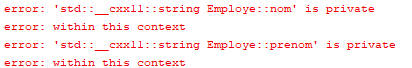 error: 'std::__cxx11::string Employe::nom' is private
error: within this context
error: 'std::__cxx11::string Employe::prenom' is private
error: within this context